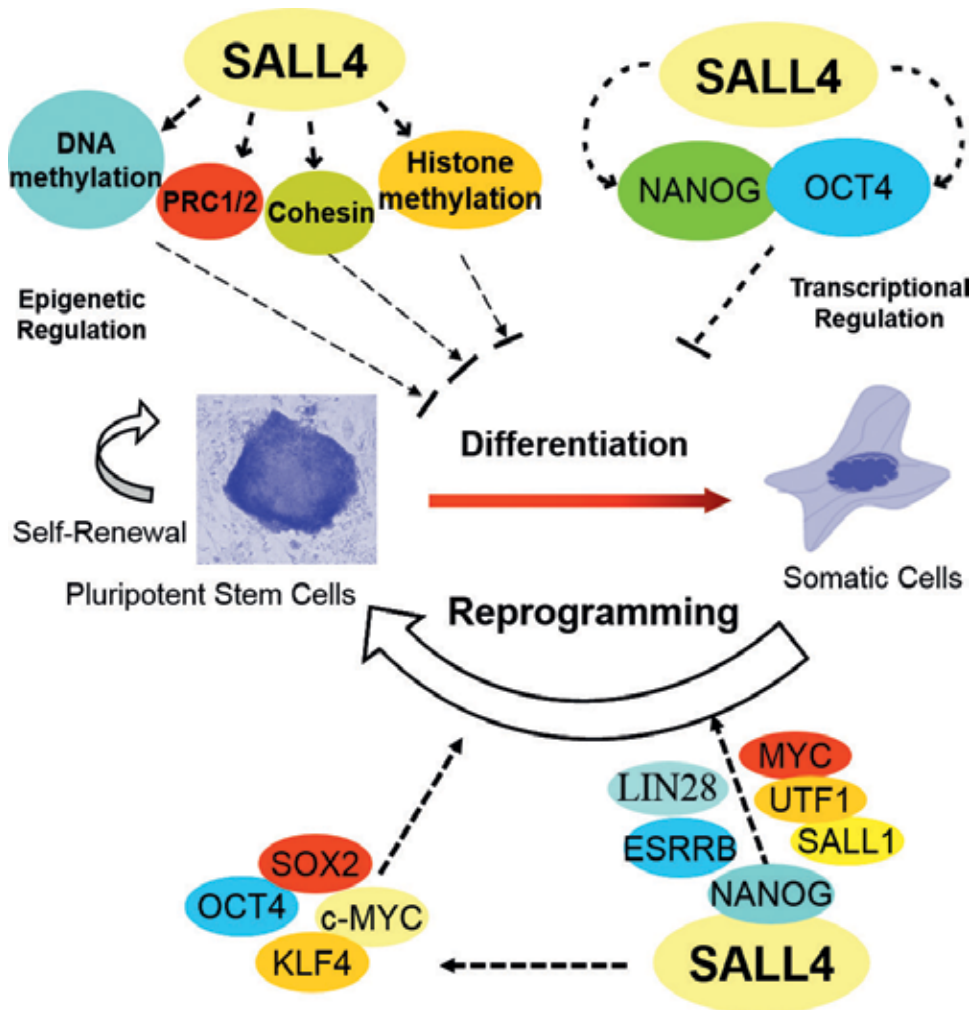 SALL4
DNA
methylation
PRC1/2
Cohesin
Histone
methylation
Epigenetic
Regulation
SALL4
NANOG
OCT4
Transcriptional
Regulation
Self-Renewal
Pluripotent Stem Cells
Differentiation
Somatic Cells
Reprogramming
SOX2
OCT4
c-MYC
KLF4
LIN28
ESRRB
MYC
UTF1
SALL1
NANOG
SALL4